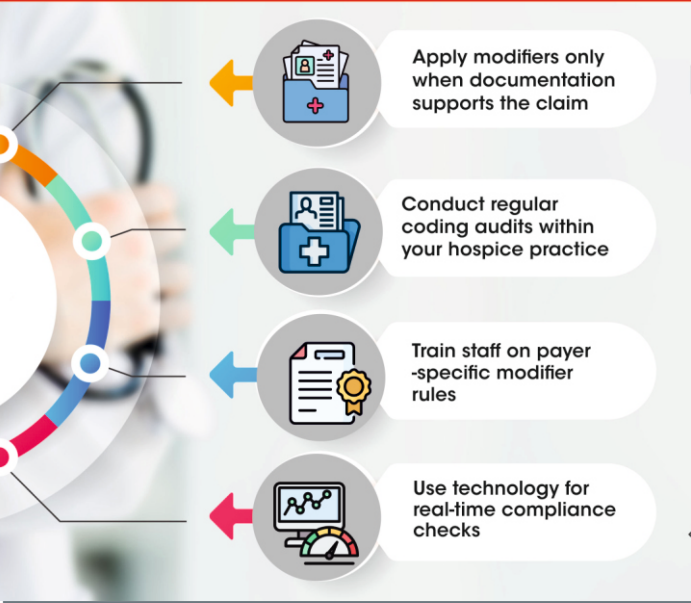 Apply modifiers only
when documentation
supports the claim
Conduct regular
coding audits within
your hospice practice
Train staff on payer
-specific modifier
rules
Use technology for
real-time compliance
checks